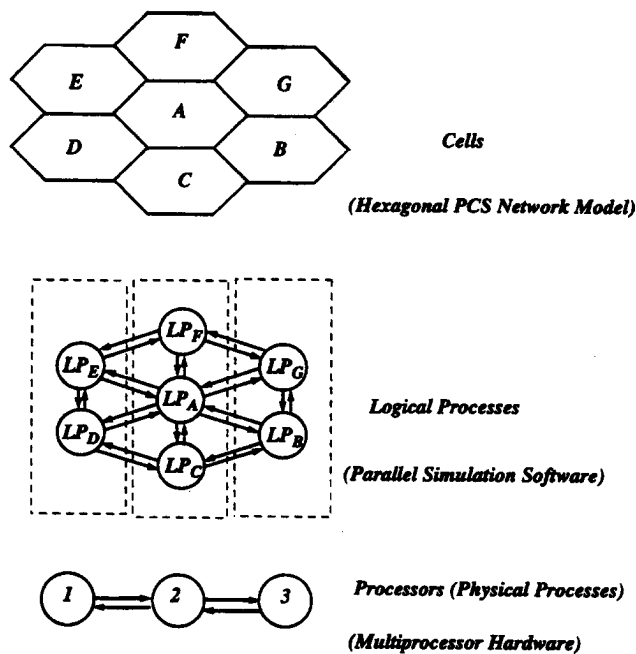 F
E
G
A
D
B
C
Cells
(Hexagonal PCS Network Model)
LP_F
LP_E
LP_G
LP_A
LP_D
LP_B
LP_C
Logical Processes
(Parallel Simulation Software)
1 2 3
Processors (Physical Processes)
(Multiprocessor Hardware)